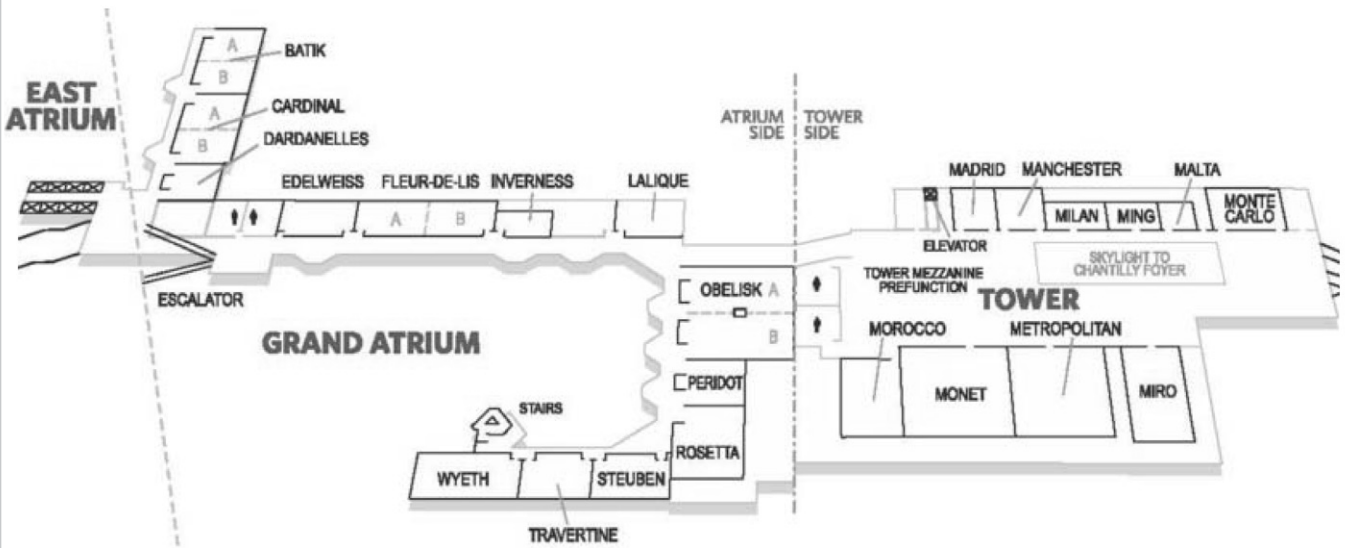 A
BATIK
B
EAST
ATRIUM
CARDINAL
A
B
DARDANELLES
ATRIUM
SIDE
TOWER
SIDE
EDELWEISS
FLEUR-DE-LIS
INVERNESS
LALIQUE
MADRID
MANCHESTER
MALTA
A
B
MILAN
MING
MONTE
CARLO
ELEVATOR
SKYLIGHT TO
CHANTILLY FOYER
ESCALATOR
OBELISK A
B
TOWER MEZZANINE
PREFUNCTION
TOWER
GRAND ATRIUM
MOROCCO
METROPOLITAN
PERIDOT
MONET
MIRO
STAIRS
ROSETTA
WYETH
STEUBEN
TRAVERTINE